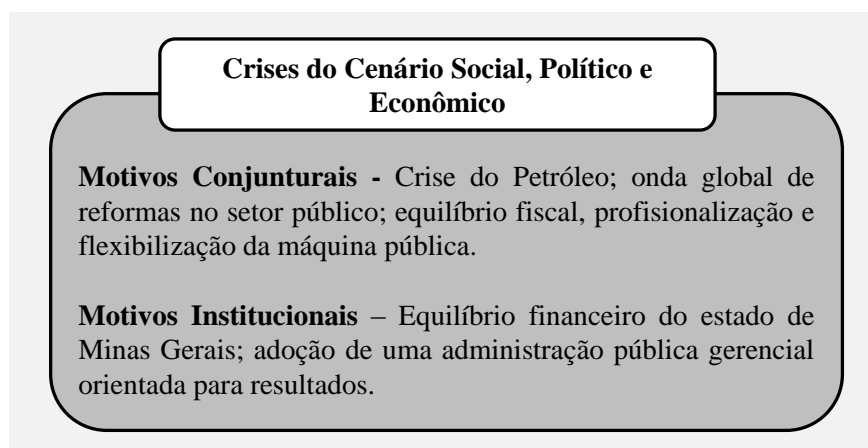 Crises do Cenário Social, Político e
Econômico
Motivos Conjunturais - Crise do Petróleo; onda global de
reformas no setor público; equilíbrio fiscal, profisionalização e
flexibilização da máquina pública.
Motivos Institucionais – Equilíbrio financeiro do estado de
Minas Gerais; adoção de uma administração pública gerencial
orientada para resultados.